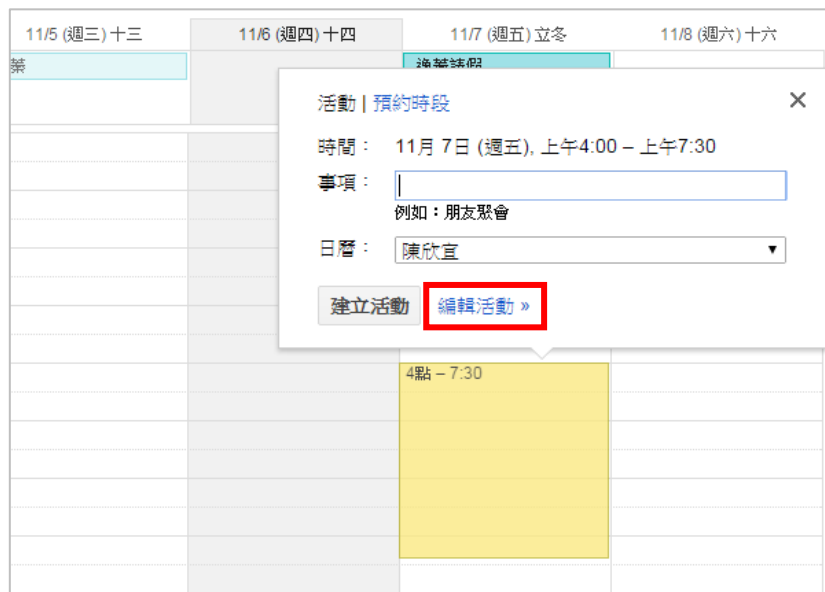 11/5 (週三) 十三 11/6 (週四) 十四 11/7 (週五) 立冬 11/8 (週六) 十六
葉
活動 | 預約時段 ×
時間： 11月 7日 (週五), 上午4:00 – 上午7:30
事項：
例如：朋友聚會
日曆： 陳欣宜 ▼
建立活動 編輯活動 »
4點 – 7:30